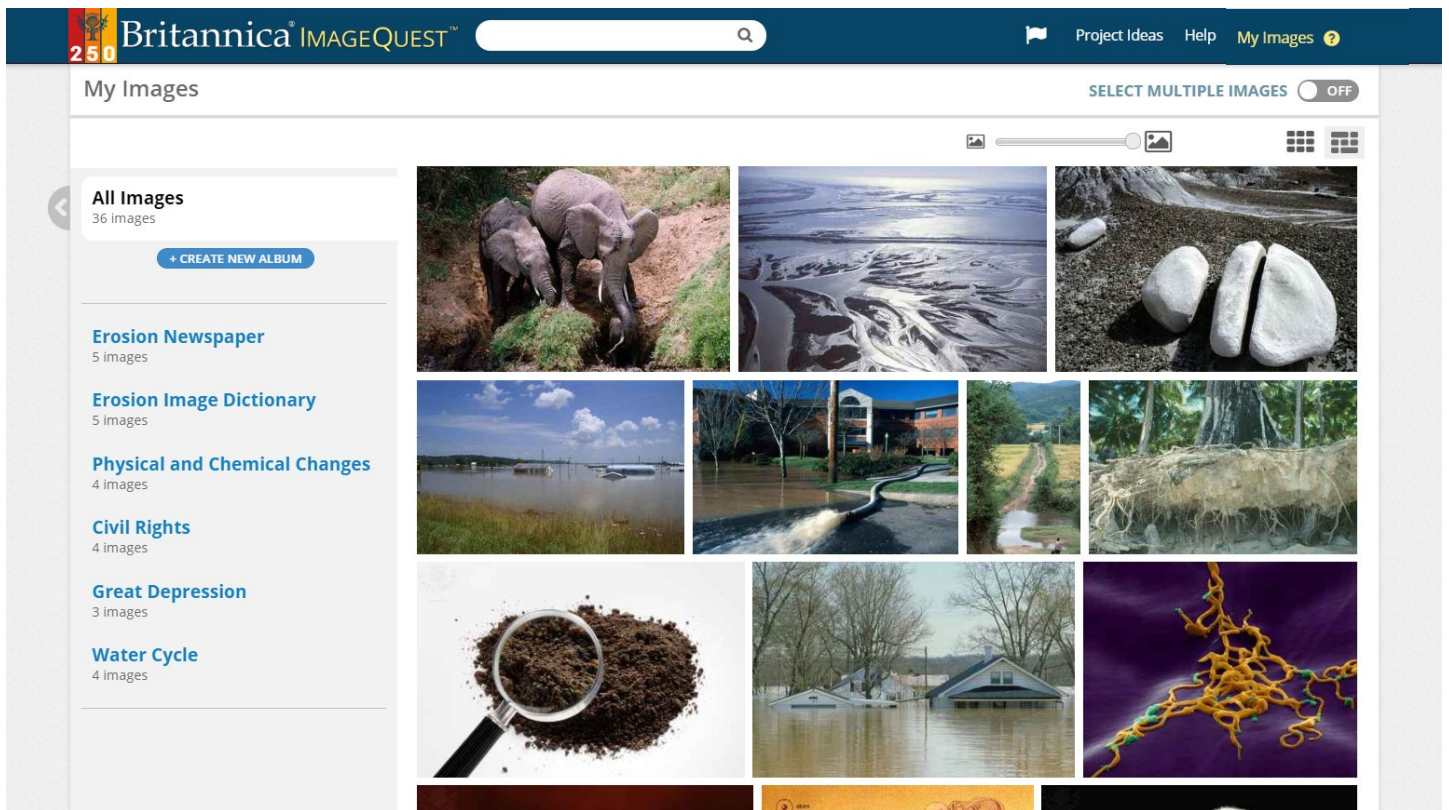 250 Britannica® IMAGEQUEST™
Project Ideas Help My Images ?
My Images
SELECT MULTIPLE IMAGES OFF
All Images
36 images
+ CREATE NEW ALBUM
Erosion Newspaper
5 images
Erosion Image Dictionary
5 images
Physical and Chemical Changes
4 images
Civil Rights
4 images
Great Depression
3 images
Water Cycle
4 images